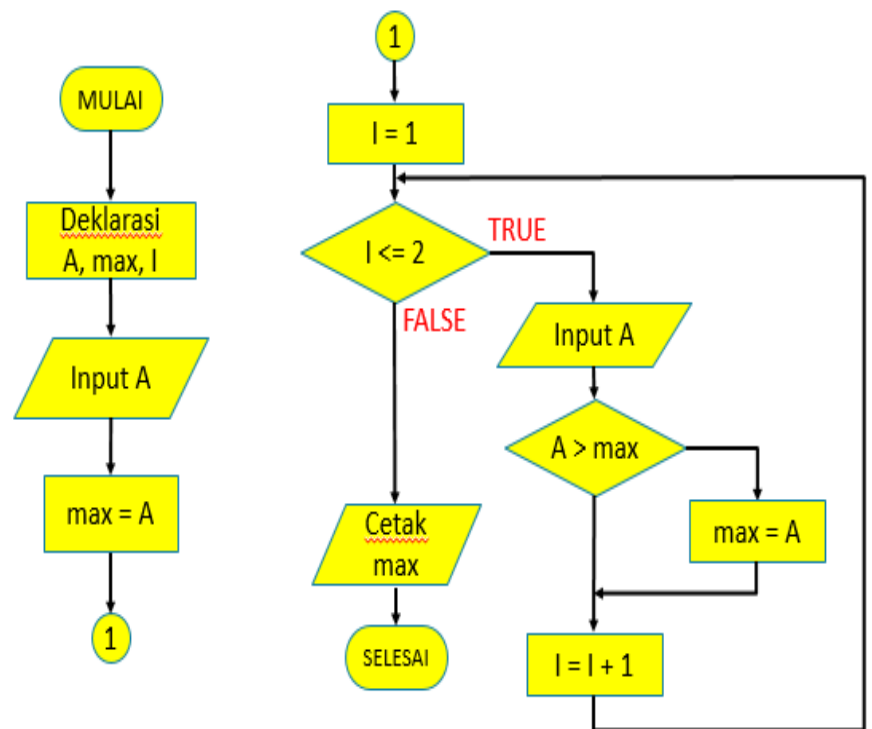 MULAI
Deklarasi
A, max, I
Input A
max = A
1
1
I = 1
I <= 2
TRUE
FALSE
Input A
A > max
max = A
I = I + 1
Cetak
max
SELESAI